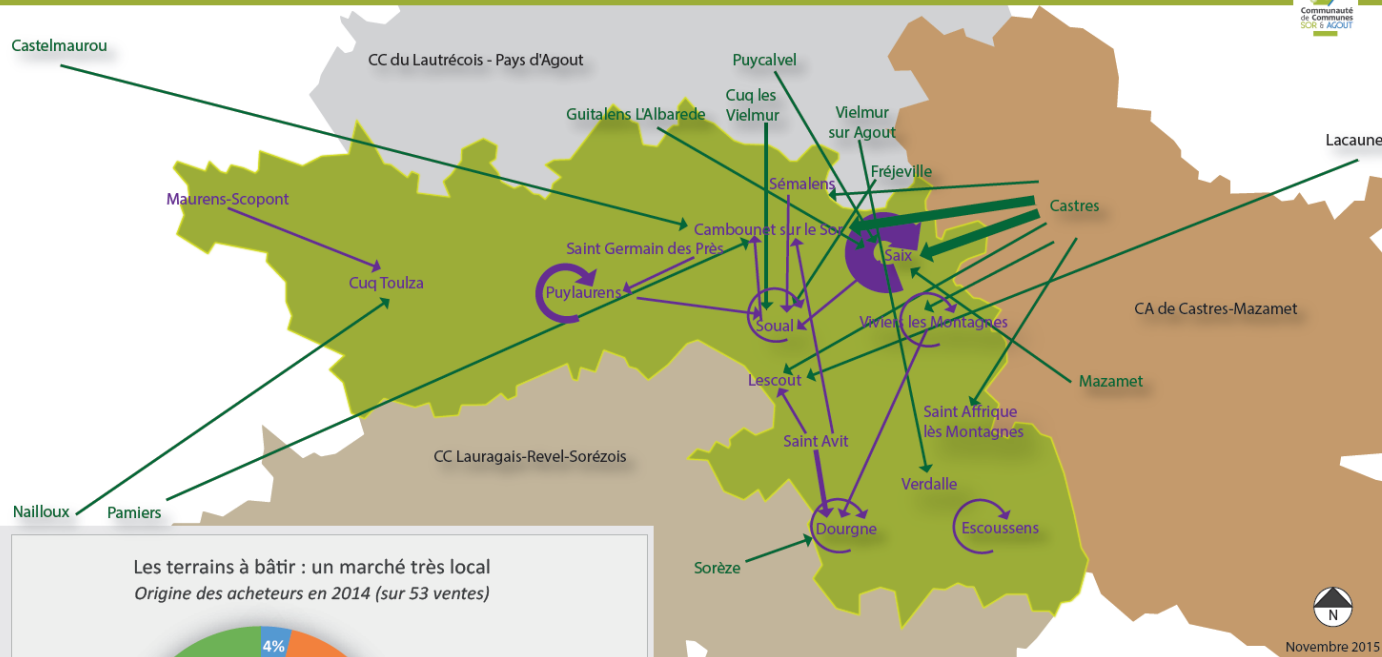 Communauté
de Communes
SOR & AGOUT
Castelmaurou
CC du Lautrécois - Pays d'Agout
Puycalvel
Cuq les
Vielmur
Guitalens L'Albarede
Vielmur
sur Agout
Lacaune
Fréjeville
Sémalens
Maurens-Scopont
Castres
Cambounet sur le Sor
Saint Germain des Près
Saix
Cuq Toulza
Puylaurens
CA de Castres-Mazamet
Soual
Viviers les Montagnes
Lescout
Mazamet
Saint Affrique
lès Montagnes
Saint Avit
CC Lauragais-Revel-Sorézois
Verdalle
Nailloux
Pamiers
Dourgne
Escoussens
Sorèze
Les terrains à bâtir : un marché très local
Origine des acheteurs en 2014 (sur 53 ventes)
4%
N
Novembre 2015